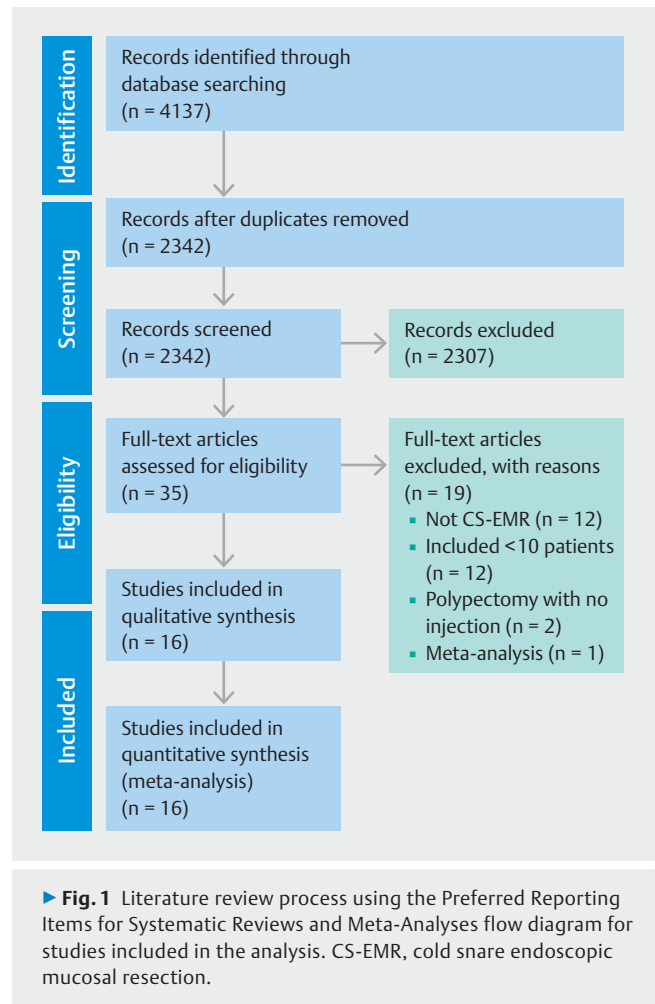 Identification
Records identified through
database searching
(n = 4137)
Screening
Records after duplicates removed
(n = 2342)
Records screened
(n = 2342)
Records excluded
(n = 2307)
Eligibility
Full-text articles
assessed for eligibility
(n = 35)
Full-text articles
excluded, with reasons
(n = 19)
▪ Not CS-EMR (n = 12)
▪ Included <10 patients
(n = 12)
▪ Polypectomy with no
injection (n = 2)
▪ Meta-analysis (n = 1)
Studies included in
qualitative synthesis
(n = 16)
Included
Studies included in
quantitative synthesis
(meta-analysis)
(n = 16)
► Fig. 1 Literature review process using the Preferred Reporting
Items for Systematic Reviews and Meta-Analyses flow diagram for
studies included in the analysis. CS-EMR, cold snare endoscopic
mucosal resection.